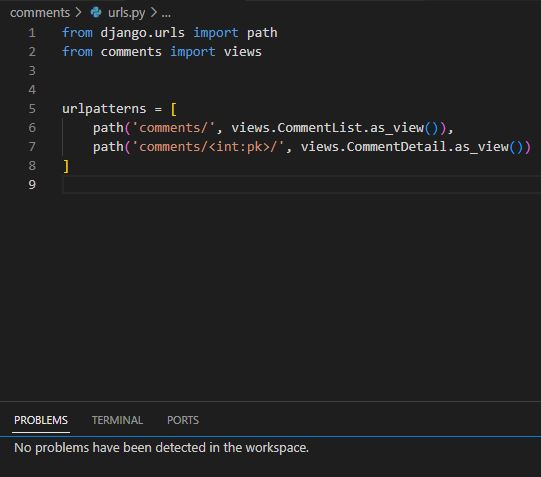 comments > urls.py > ...
1 from django.urls import path
2 from comments import views
3
4
5 urlpatterns = [
6     path('comments/', views.CommentList.as_view()),
7     path('comments/<int:pk>/', views.CommentDetail.as_view())
8 ]
9
PROBLEMS TERMINAL PORTS
No problems have been detected in the workspace.